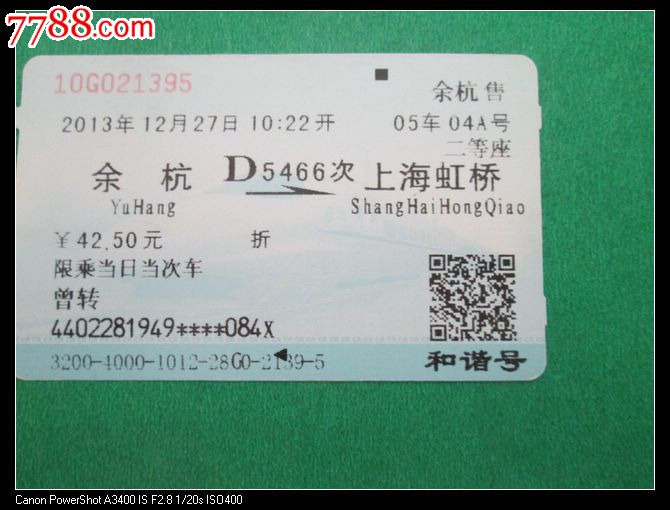 7788.com
10G021395
余杭 售
2013年 12月27日 10:22开
05车 04A号
二等座
余 杭 D5466次 上海虹桥
YuHang ShangHaiHongQiao
￥42.50元 折
限乘当日当次车
曾转
4402281949****084X
3200-4000-1012-28G0-2139-5 和谐号
Canon PowerShot A3400 IS F2.8 1/20s ISO400